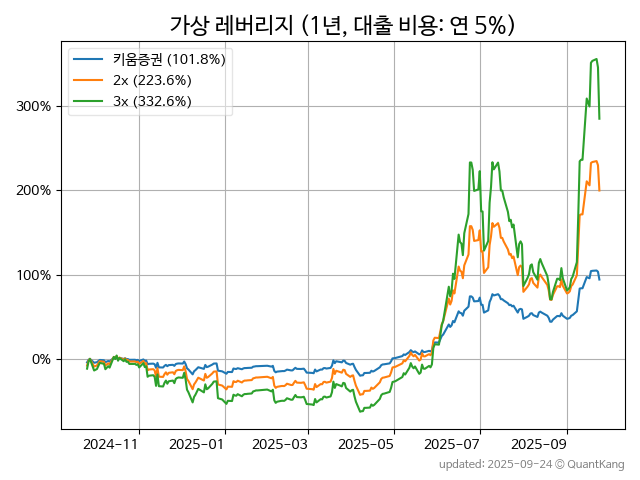 가상 레버리지 (1년, 대출 비용: 연 5%)
키움증권 (101.8%)
2x (223.6%)
3x (332.6%)
300%
200%
100%
0%
2024-11 2025-01 2025-03 2025-05 2025-07 2025-09
updated: 2025-09-24 © QuantKang